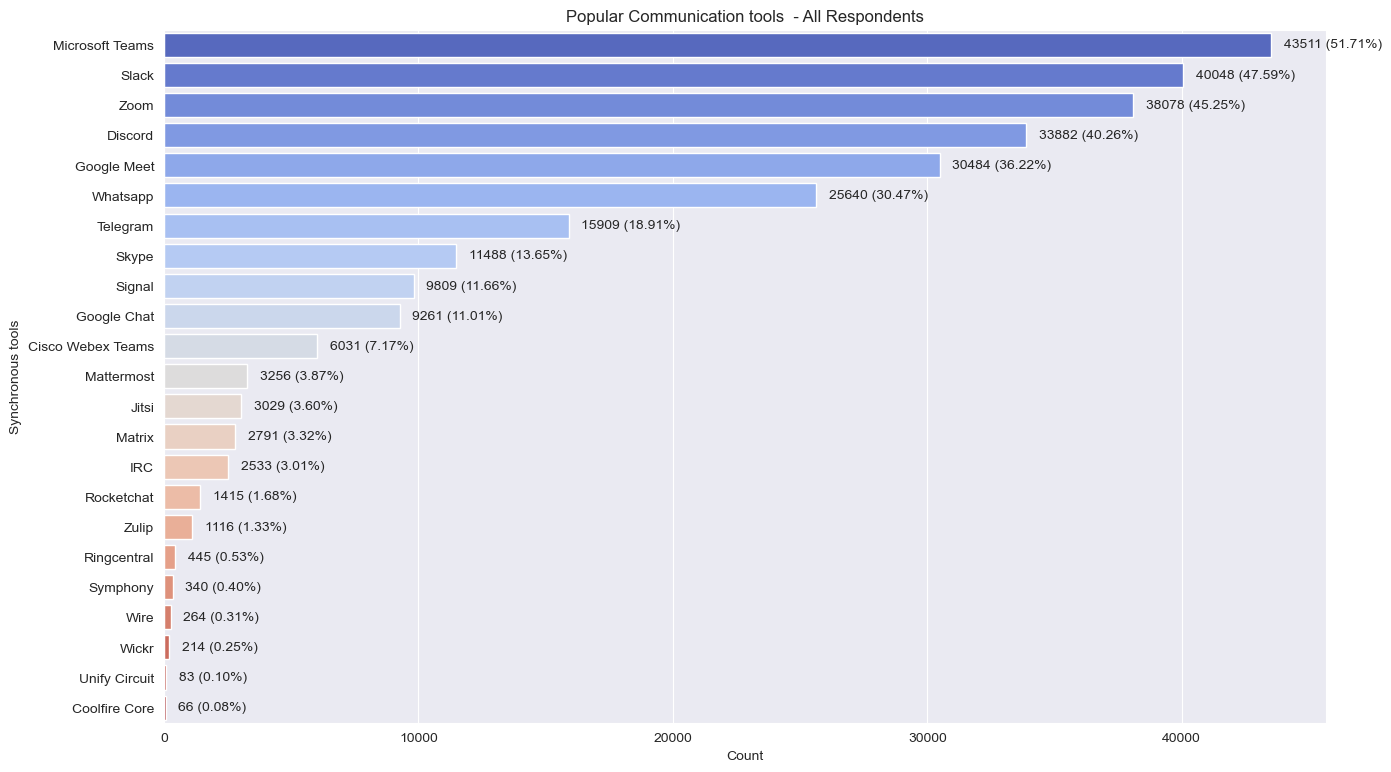 Popular Communication tools  - All Respondents
Synchronous tools
Microsoft Teams 43511 (51.71%)
Slack 40048 (47.59%)
Zoom 38078 (45.25%)
Discord 33882 (40.26%)
Google Meet 30484 (36.22%)
Whatsapp 25640 (30.47%)
Telegram 15909 (18.91%)
Skype 11488 (13.65%)
Signal 9809 (11.66%)
Google Chat 9261 (11.01%)
Cisco Webex Teams 6031 (7.17%)
Mattermost 3256 (3.87%)
Jitsi 3029 (3.60%)
Matrix 2791 (3.32%)
IRC 2533 (3.01%)
Rocketchat 1415 (1.68%)
Zulip 1116 (1.33%)
Ringcentral 445 (0.53%)
Symphony 340 (0.40%)
Wire 264 (0.31%)
Wickr 214 (0.25%)
Unify Circuit 83 (0.10%)
Coolfire Core 66 (0.08%)
0 10000 20000 30000 40000
Count